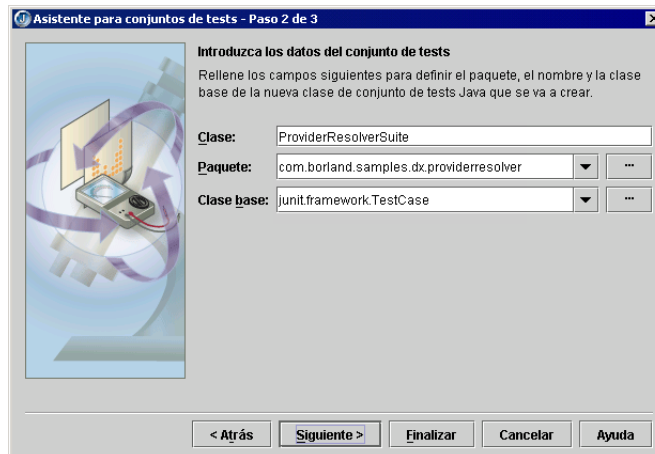 Asistente para conjuntos de tests - Paso 2 de 3
Introduzca los datos del conjunto de tests
Rellene los campos siguientes para definir el paquete, el nombre y la clase
base de la nueva clase de conjunto de tests Java que se va a crear.
Clase: ProviderResolverSuite
Paquete: com.borland.samples.dx.providerresolver ...
Clase base: junit.framework.TestCase ...
< Atrás Siguiente > Finalizar Cancelar Ayuda